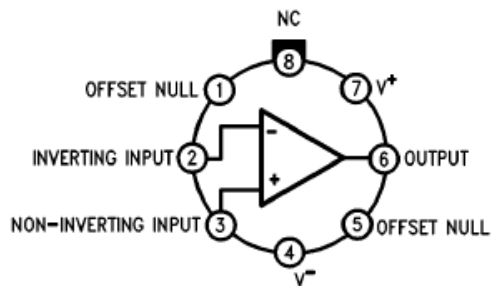 NC
8
OFFSET NULL 1
7 V+
INVERTING INPUT 2
-
6 OUTPUT
+
NON-INVERTING INPUT 3
5 OFFSET NULL
4
V-